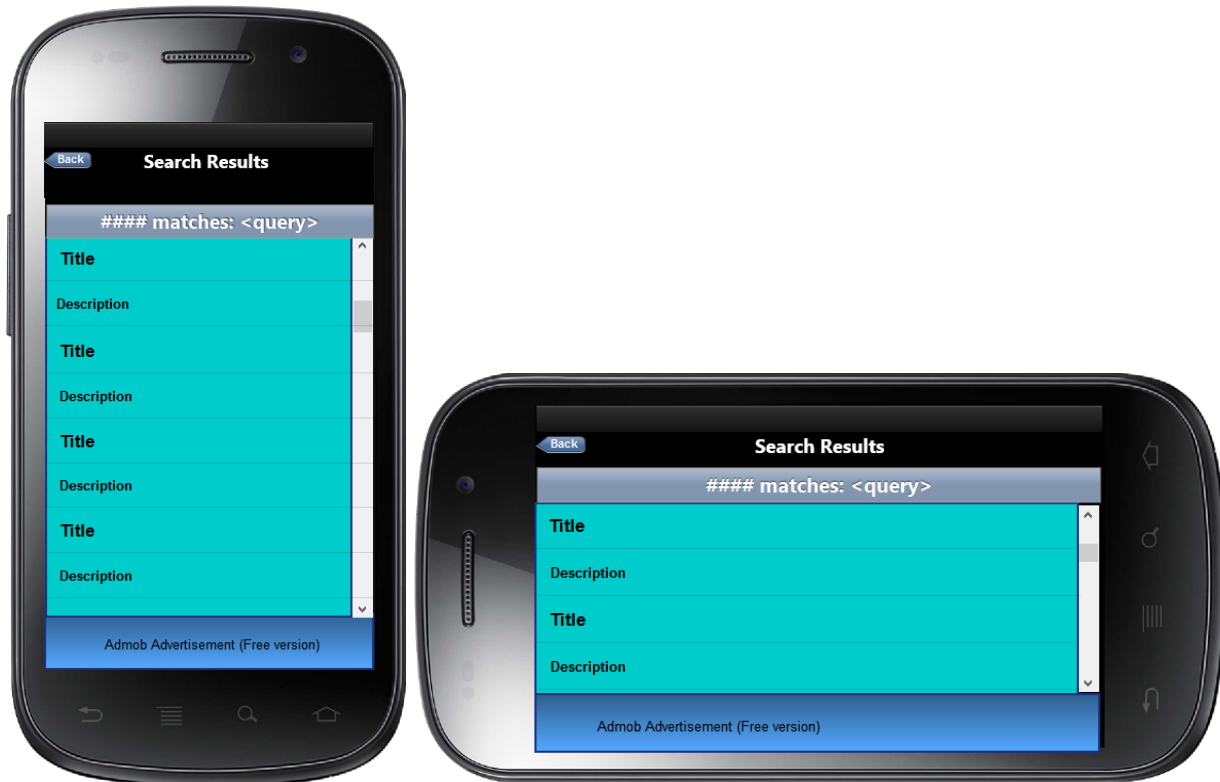 Back
Search Results
#### matches: <query>
Title
Description
Title
Description
Title
Description
Title
Description
Admob Advertisement (Free version)
Back
Search Results
#### matches: <query>
Title
Description
Title
Description
Admob Advertisement (Free version)